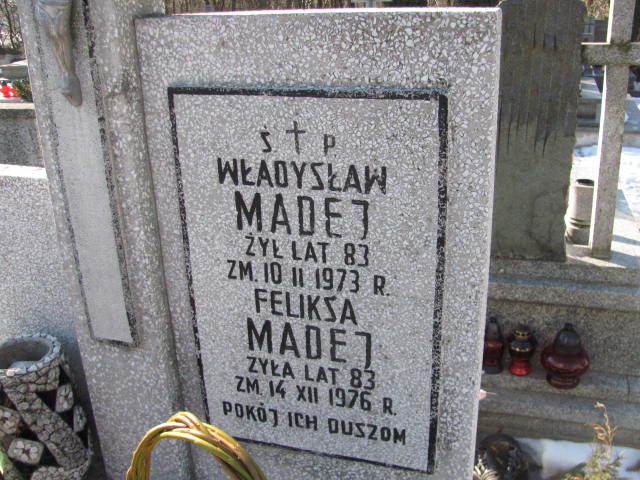 Ś † P
WŁADYSŁAW
MADEJ
ŻYŁ LAT 83
ZM. 10 II 1973 R.
FELIKSA
MADEJ
ŻYŁA LAT 83
ZM. 14 XII 1976 R.
POKÓJ ICH DUSZOM